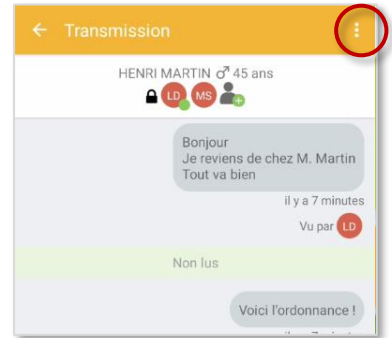 Transmission
HENRI MARTIN ♂ 45 ans
LD MS
Bonjour
Je reviens de chez M. Martin
Tout va bien
il y a 7 minutes
Vu par LD
Non lus
Voici l'ordonnance !